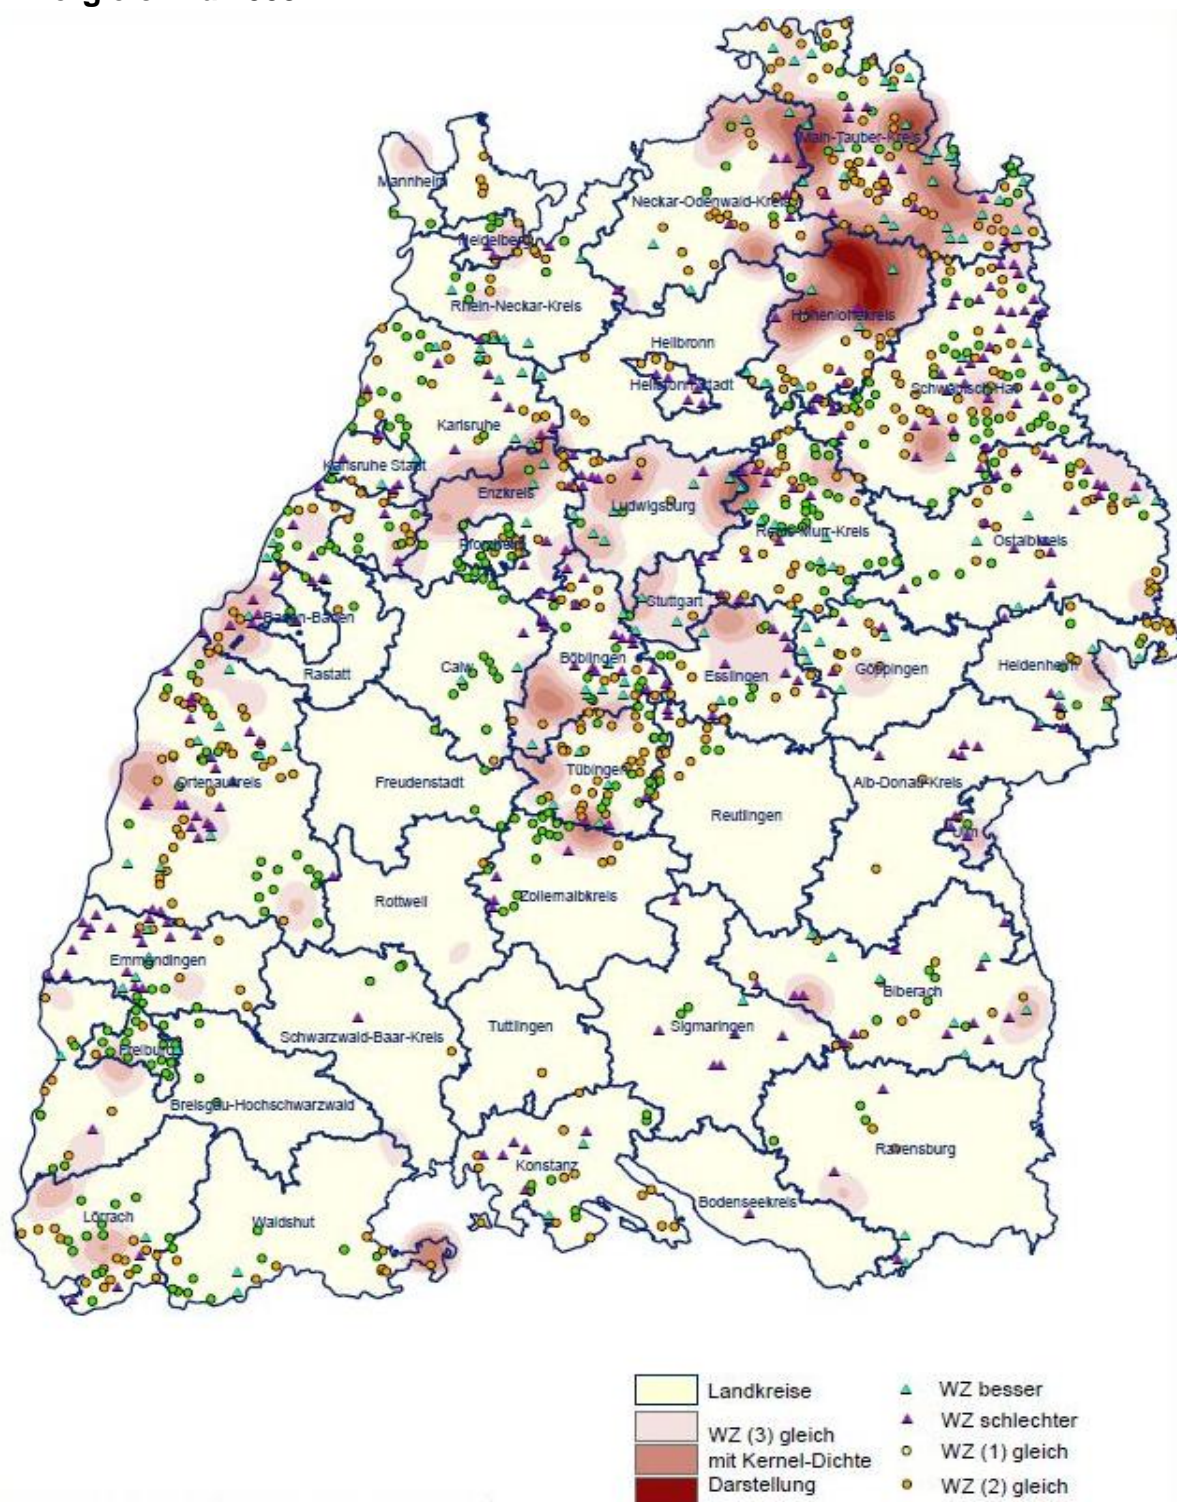 Main-Tauber-Kreis
Mannheim
Neckar-Odenwald-Kreis
Heidelberg
Rhein-Neckar-Kreis
Hohenlohekreis
Heilbronn
Heilbronn Stadt
Schwäbisch Hall
Karlsruhe
Karlsruhe Stadt
Enzkreis
Ludwigsburg
Pforzheim
Rems-Murr-Kreis
Ostalbkreis
Stuttgart
Baden-Baden
Rastatt
Calw
Böblingen
Esslingen
Göppingen
Heidenheim
Ortenaukreis
Freudenstadt
Tübingen
Reutlingen
Alb-Donau-Kreis
Ulm
Rottweil
Zollernalbkreis
Emmendingen
Biberach
Schwarzwald-Baar-Kreis
Tuttlingen
Sigmaringen
Freiburg
Breisgau-Hochschwarzwald
Ravensburg
Konstanz
Bodenseekreis
Lörrach
Waldshut
Landkreise
WZ (3) gleich
mit Kernel-Dichte
Darstellung
WZ besser
WZ schlechter
WZ (1) gleich
WZ (2) gleich